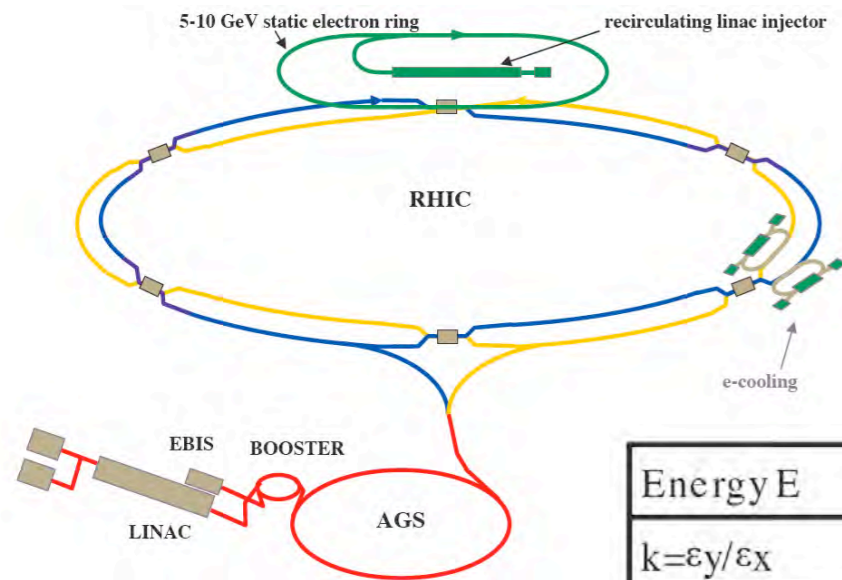 5-10 GeV static electron ring
recirculating linac injector
RHIC
e-cooling
EBIS
BOOSTER
LINAC
AGS
Energy E
k=εy/εx